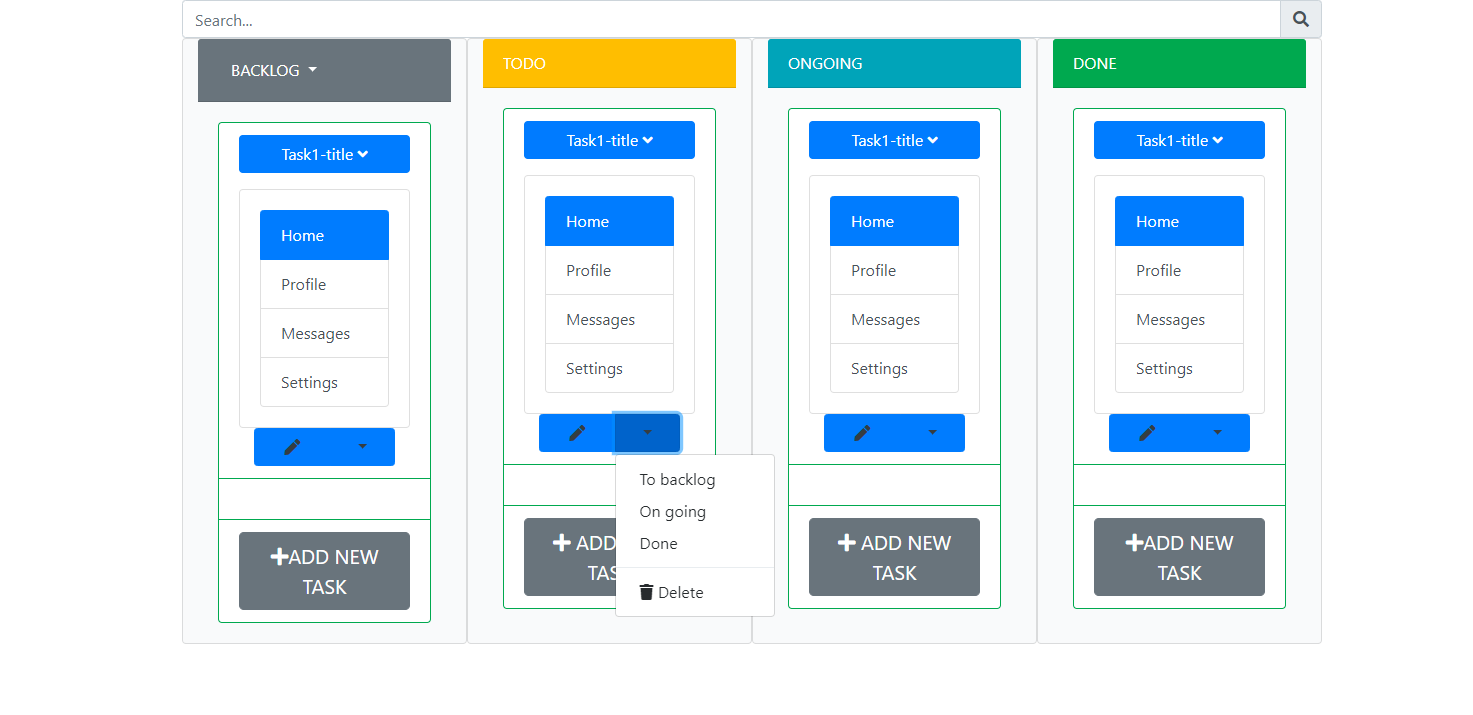 Search...
BACKLOG
Task1-title
Home
Profile
Messages
Settings
ADD NEW
TASK
TODO
Task1-title
Home
Profile
Messages
Settings
To backlog
On going
Done
Delete
ADD
TAS
ONGOING
Task1-title
Home
Profile
Messages
Settings
ADD NEW
TASK
DONE
Task1-title
Home
Profile
Messages
Settings
ADD NEW
TASK